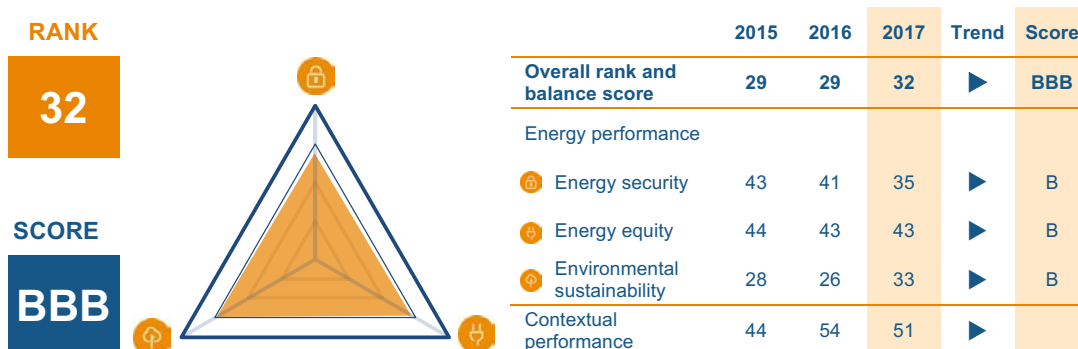 RANK
32
SCORE
BBB
2015 2016 2017 Trend Score
Overall rank and
balance score 29 29 32 BBB
Energy performance
Energy security 43 41 35 B
Energy equity 44 43 43 B
Environmental
sustainability 28 26 33 B
Contextual
performance 44 54 51